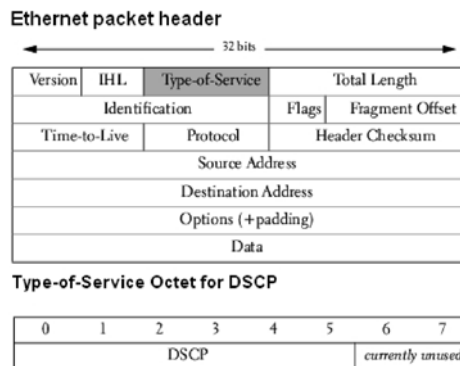 Ethernet packet header
32 bits
Version IHL Type-of-Service Total Length
Identification Flags Fragment Offset
Time-to-Live Protocol Header Checksum
Source Address
Destination Address
Options (+padding)
Data
Type-of-Service Octet for DSCP
0 1 2 3 4 5 6 7
DSCP currently unused